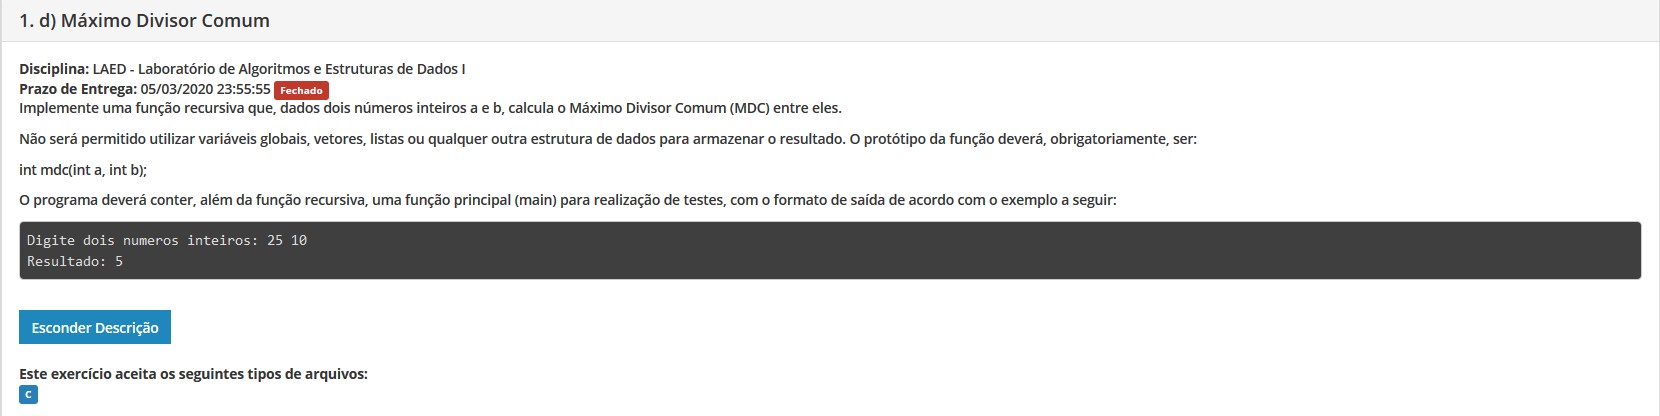 1. d) Máximo Divisor Comum
Disciplina: LAED - Laboratório de Algoritmos e Estruturas de Dados I
Prazo de Entrega: 05/03/2020 23:55:55 Fechado
Implemente uma função recursiva que, dados dois números inteiros a e b, calcula o Máximo Divisor Comum (MDC) entre eles.
Não será permitido utilizar variáveis globais, vetores, listas ou qualquer outra estrutura de dados para armazenar o resultado. O protótipo da função deverá, obrigatoriamente, ser:
int mdc(int a, int b);
O programa deverá conter, além da função recursiva, uma função principal (main) para realização de testes, com o formato de saída de acordo com o exemplo a seguir:
Digite dois numeros inteiros: 25 10
Resultado: 5
Esconder Descrição
Este exercício aceita os seguintes tipos de arquivos:
C